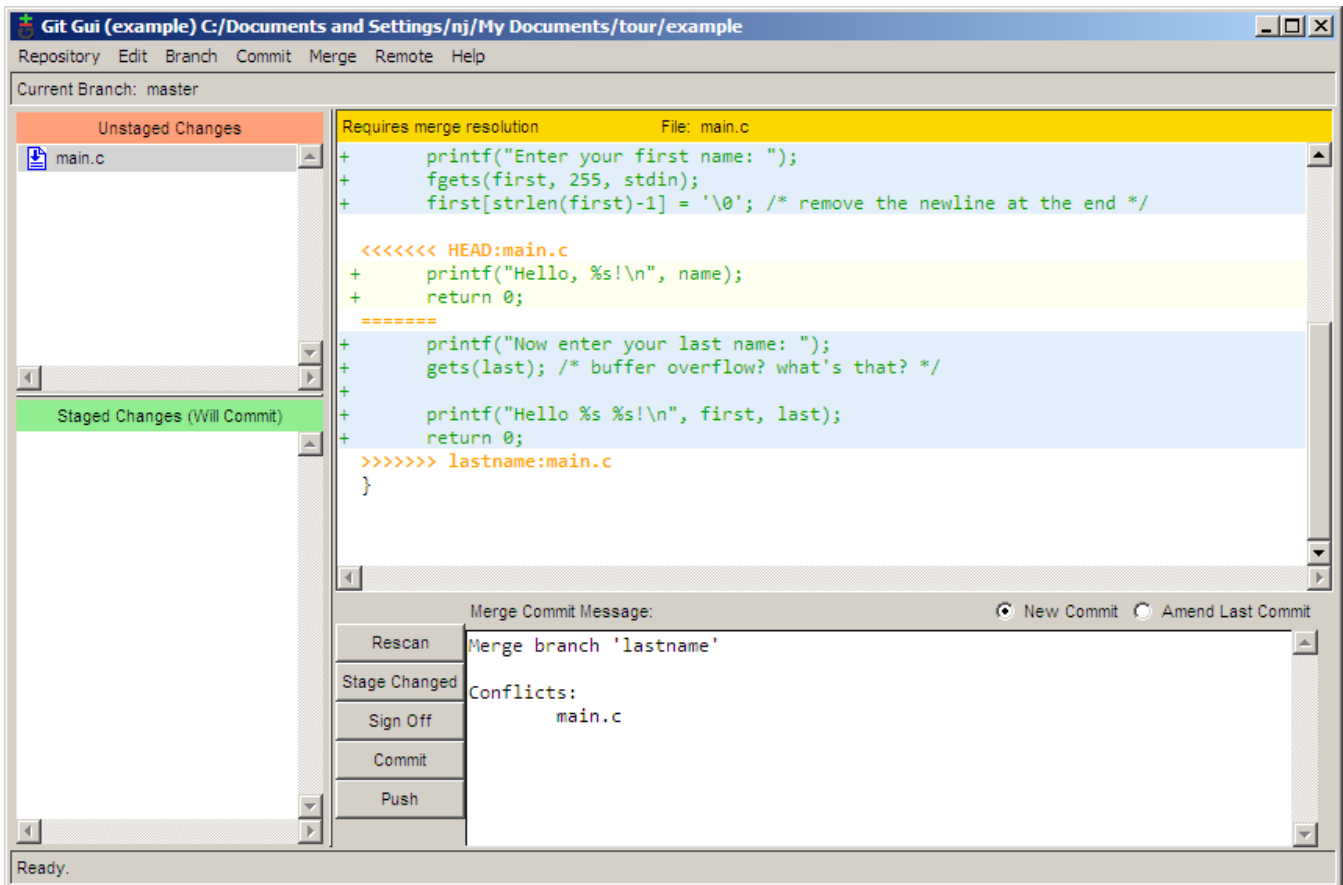 Git Gui (example) C:/Documents and Settings/nj/My Documents/tour/example
Repository Edit Branch Commit Merge Remote Help
Current Branch: master
Unstaged Changes
main.c
Staged Changes (Will Commit)
Requires merge resolution File: main.c
+ printf("Enter your first name: ");
+ fgets(first, 255, stdin);
+ first[strlen(first)-1] = '\0'; /* remove the newline at the end */
<<<<<<< HEAD:main.c
+ printf("Hello, %s!\n", name);
+ return 0;
=======
+ printf("Now enter your last name: ");
+ gets(last); /* buffer overflow? what's that? */
+
+ printf("Hello %s %s!\n", first, last);
+ return 0;
>>>>>>> lastname:main.c
}
Merge Commit Message: New Commit Amend Last Commit
Rescan
Stage Changed
Sign Off
Commit
Push
Merge branch 'lastname'
Conflicts:
main.c
Ready.